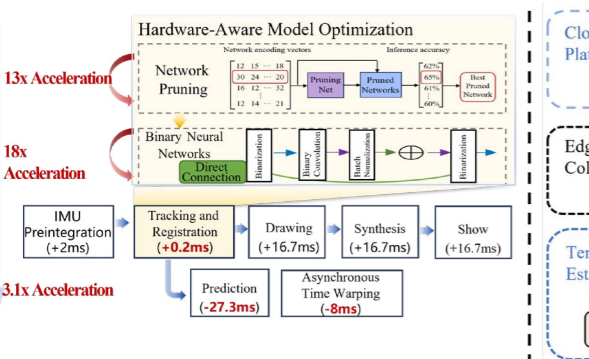 Hardware-Aware Model Optimization
Network encoding vectors
Inference accuracy
13x Acceleration
Network
Pruning
12 15 ··· 18
30 24 ··· 20
16 12 ··· 32
⋮
12 14 ··· 21
Pruning
Net
Pruned
Networks
62%
65%
61%
⋮
60%
Best
Pruned
Network
18x
Acceleration
Binary Neural
Networks
Direct
Connection
Binarization
Binary
Convolution
Batch
Normalization
Binarization
IMU
Preintegration
(+2ms)
Tracking and
Registration
(+0.2ms)
Drawing
(+16.7ms)
Synthesis
(+16.7ms)
Show
(+16.7ms)
3.1x Acceleration
Prediction
(-27.3ms)
Asynchronous
Time Warping
(-8ms)
Clo
Plat
Edg
Col
Ter
Est